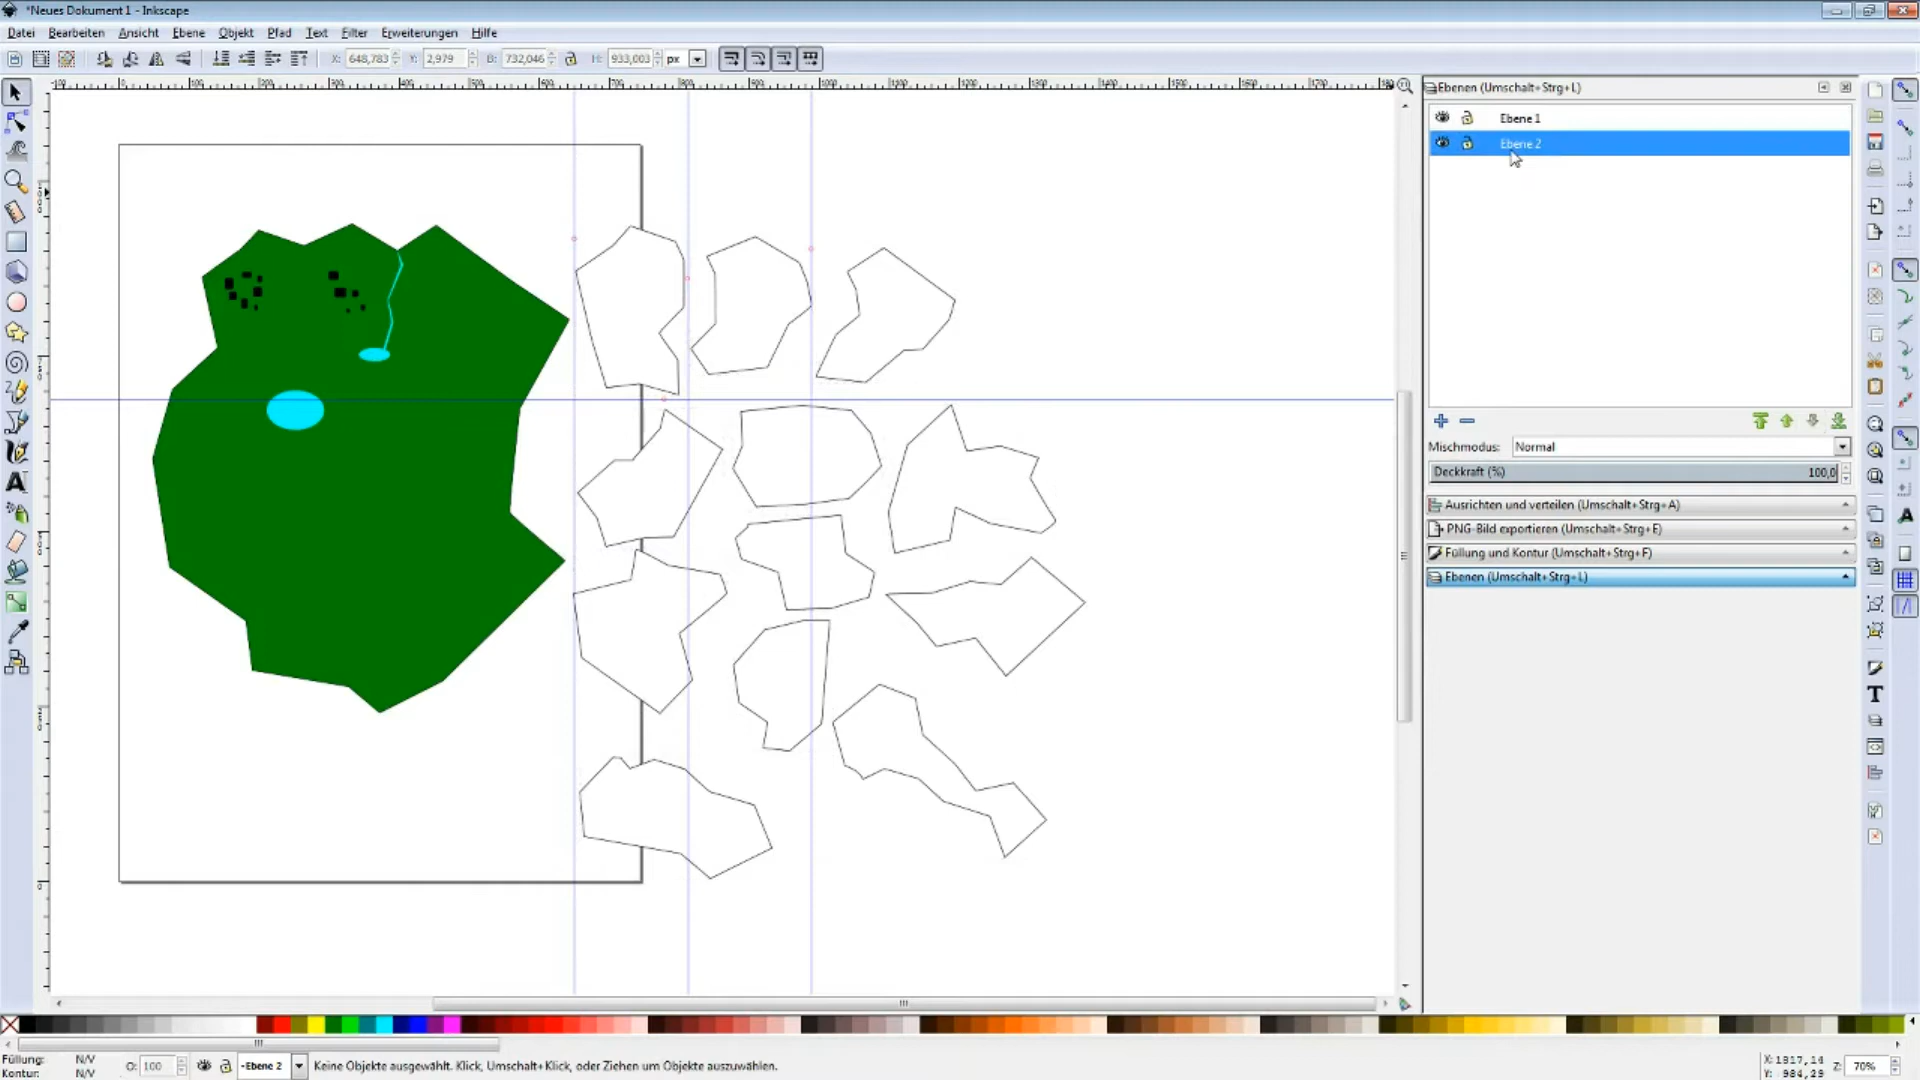 *Neues Dokument 1 - Inkscape
Datei Bearbeiten Ansicht Ebene Objekt Pfad Text Filter Erweiterungen Hilfe
X: 648,783 Y: 2,979 B: 732,046 H: 933,003 px
Ebenen (Umschalt+Strg+L)
Ebene 1
Ebene 2
Mischmodus: Normal
Deckkraft (%) 100,0
Ausrichten und verteilen (Umschalt+Strg+A)
PNG-Bild exportieren (Umschalt+Strg+E)
Füllung und Kontur (Umschalt+Strg+F)
Ebenen (Umschalt+Strg+L)
Füllung: N/V
Kontur: N/V
O: 100
Ebene 2
Keine Objekte ausgewählt. Klick, Umschalt+Klick, oder Ziehen um Objekte auszuwählen.
X:1817,14
Y: 984,29
Z: 70%